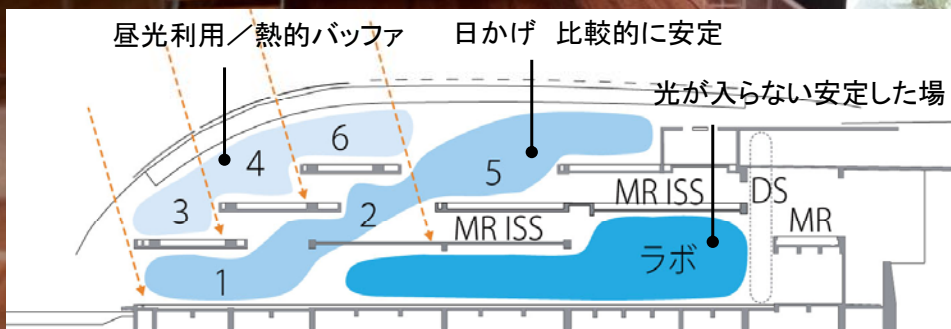 昼光利用／熱的バッファ
日かげ 比較的に安定
光が入らない安定した場
6
4
5
3
MR ISS
DS
2
MR ISS
MR
1
ラボ